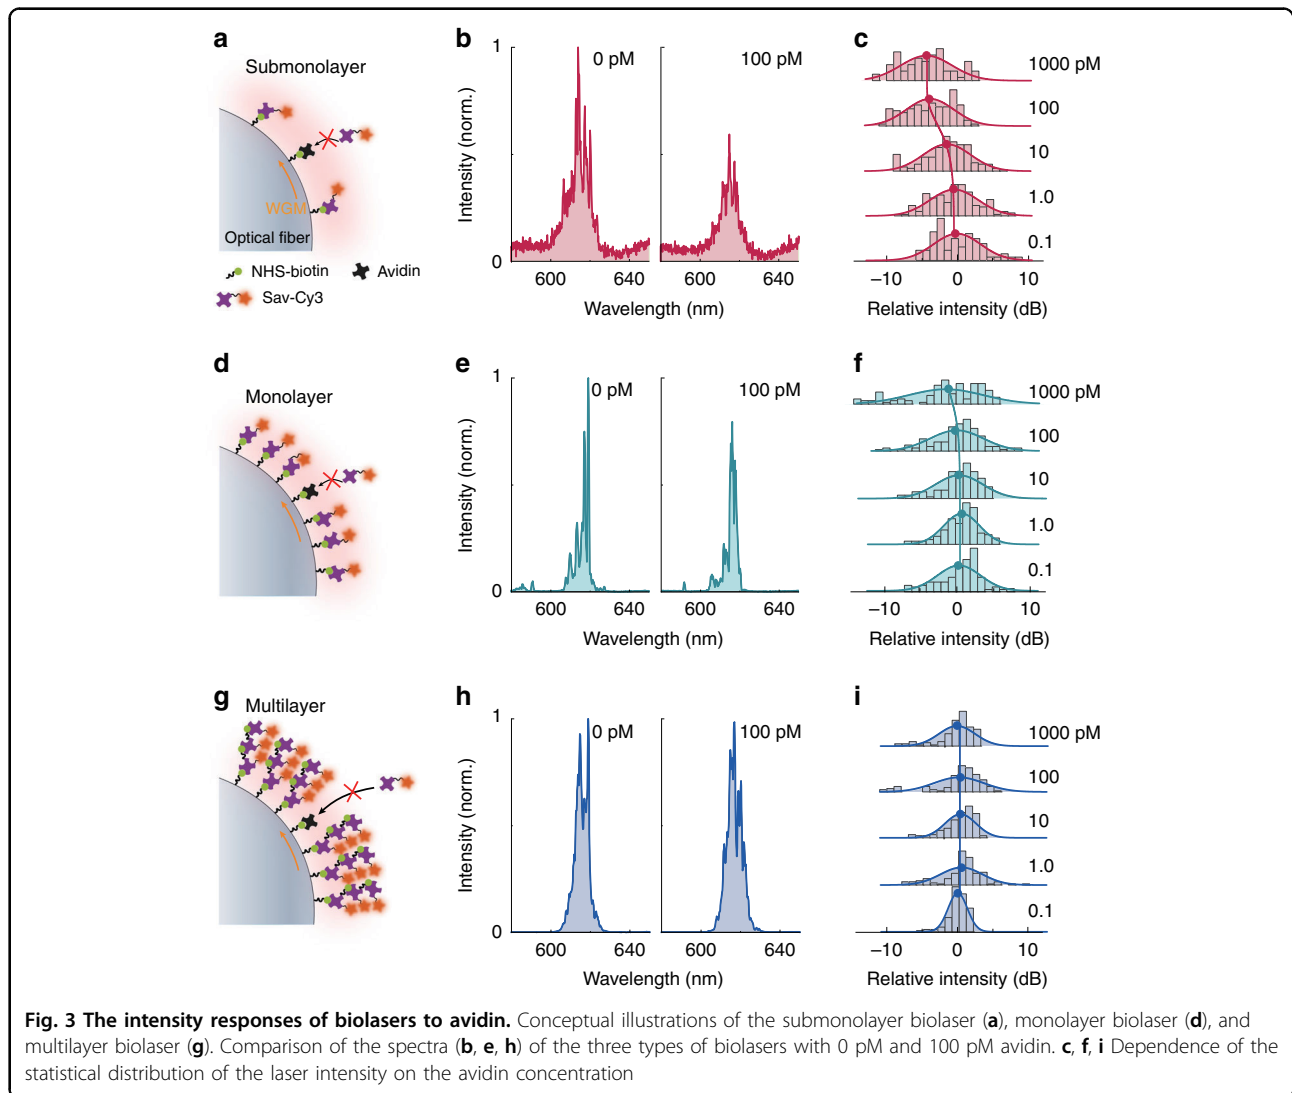 a
Submonolayer
WGM
Optical fiber
NHS-biotin
Avidin
Sav-Cy3
b
1
0 pM
100 pM
Intensity (norm.)
0
600
640
600
640
Wavelength (nm)
Wavelength (nm)
c
1000 pM
100
10
1.0
0.1
–10
0
10
Relative intensity (dB)
d
Monolayer
e
1
0 pM
100 pM
Intensity (norm.)
0
600
640
600
640
Wavelength (nm)
Wavelength (nm)
f
1000 pM
100
10
1.0
0.1
–10
0
10
Relative intensity (dB)
g
Multilayer
h
1
0 pM
100 pM
Intensity (norm.)
0
600
640
600
640
Wavelength (nm)
Wavelength (nm)
i
1000 pM
100
10
1.0
0.1
–10
0
10
Relative intensity (dB)
Fig. 3 The intensity responses of biolasers to avidin. Conceptual illustrations of the submonolayer biolaser (a), monolayer biolaser (d), and
multilayer biolaser (g). Comparison of the spectra (b, e, h) of the three types of biolasers with 0 pM and 100 pM avidin. c, f, i Dependence of the
statistical distribution of the laser intensity on the avidin concentration